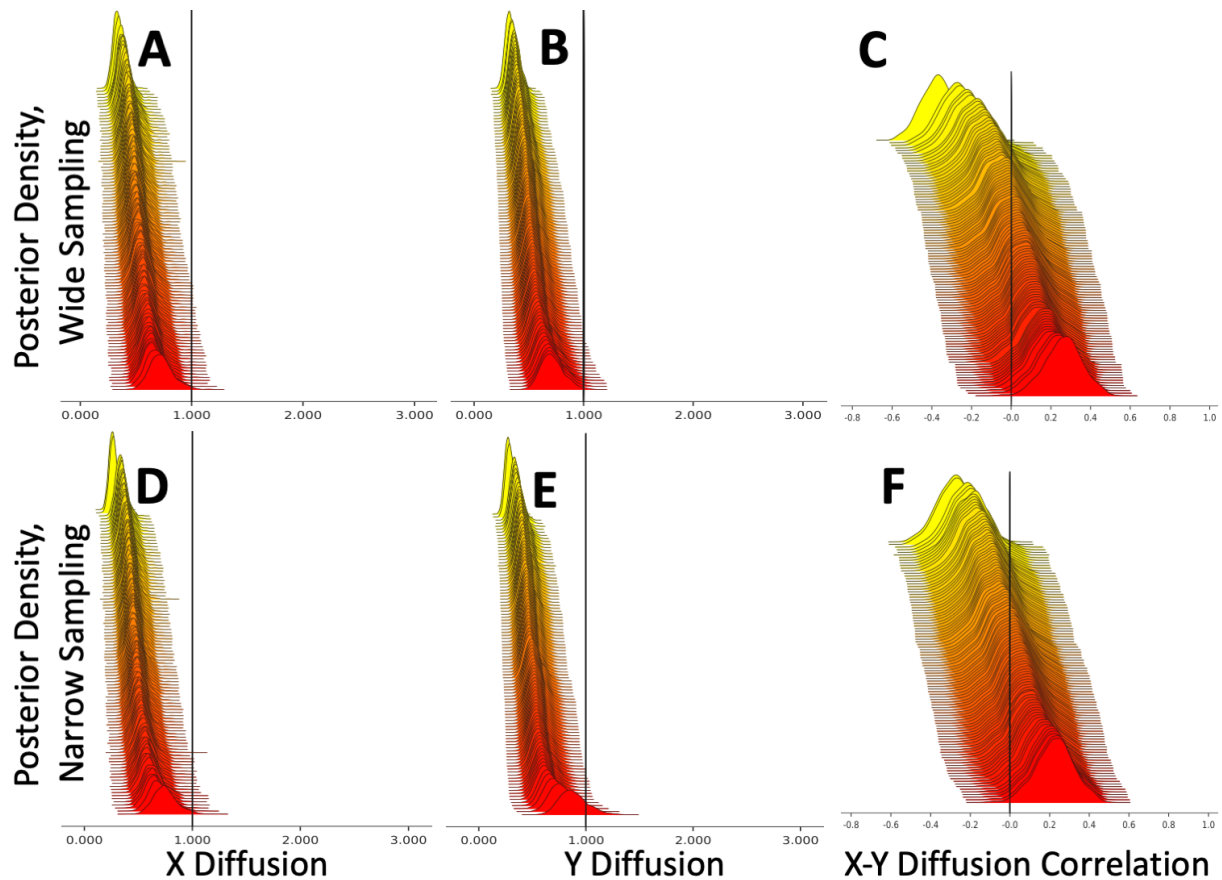 A
B
C
Posterior Density,
Wide Sampling
0.000 1.000 2.000 3.000
0.000 1.000 2.000 3.000
-0.8 -0.6 -0.4 -0.2 -0.0 0.2 0.4 0.6 0.8 1.0
D
E
F
Posterior Density,
Narrow Sampling
0.000 1.000 2.000 3.000
0.000 1.000 2.000 3.000
-0.8 -0.6 -0.4 -0.2 -0.0 0.2 0.4 0.6 0.8 1.0
X Diffusion
Y Diffusion
X-Y Diffusion Correlation